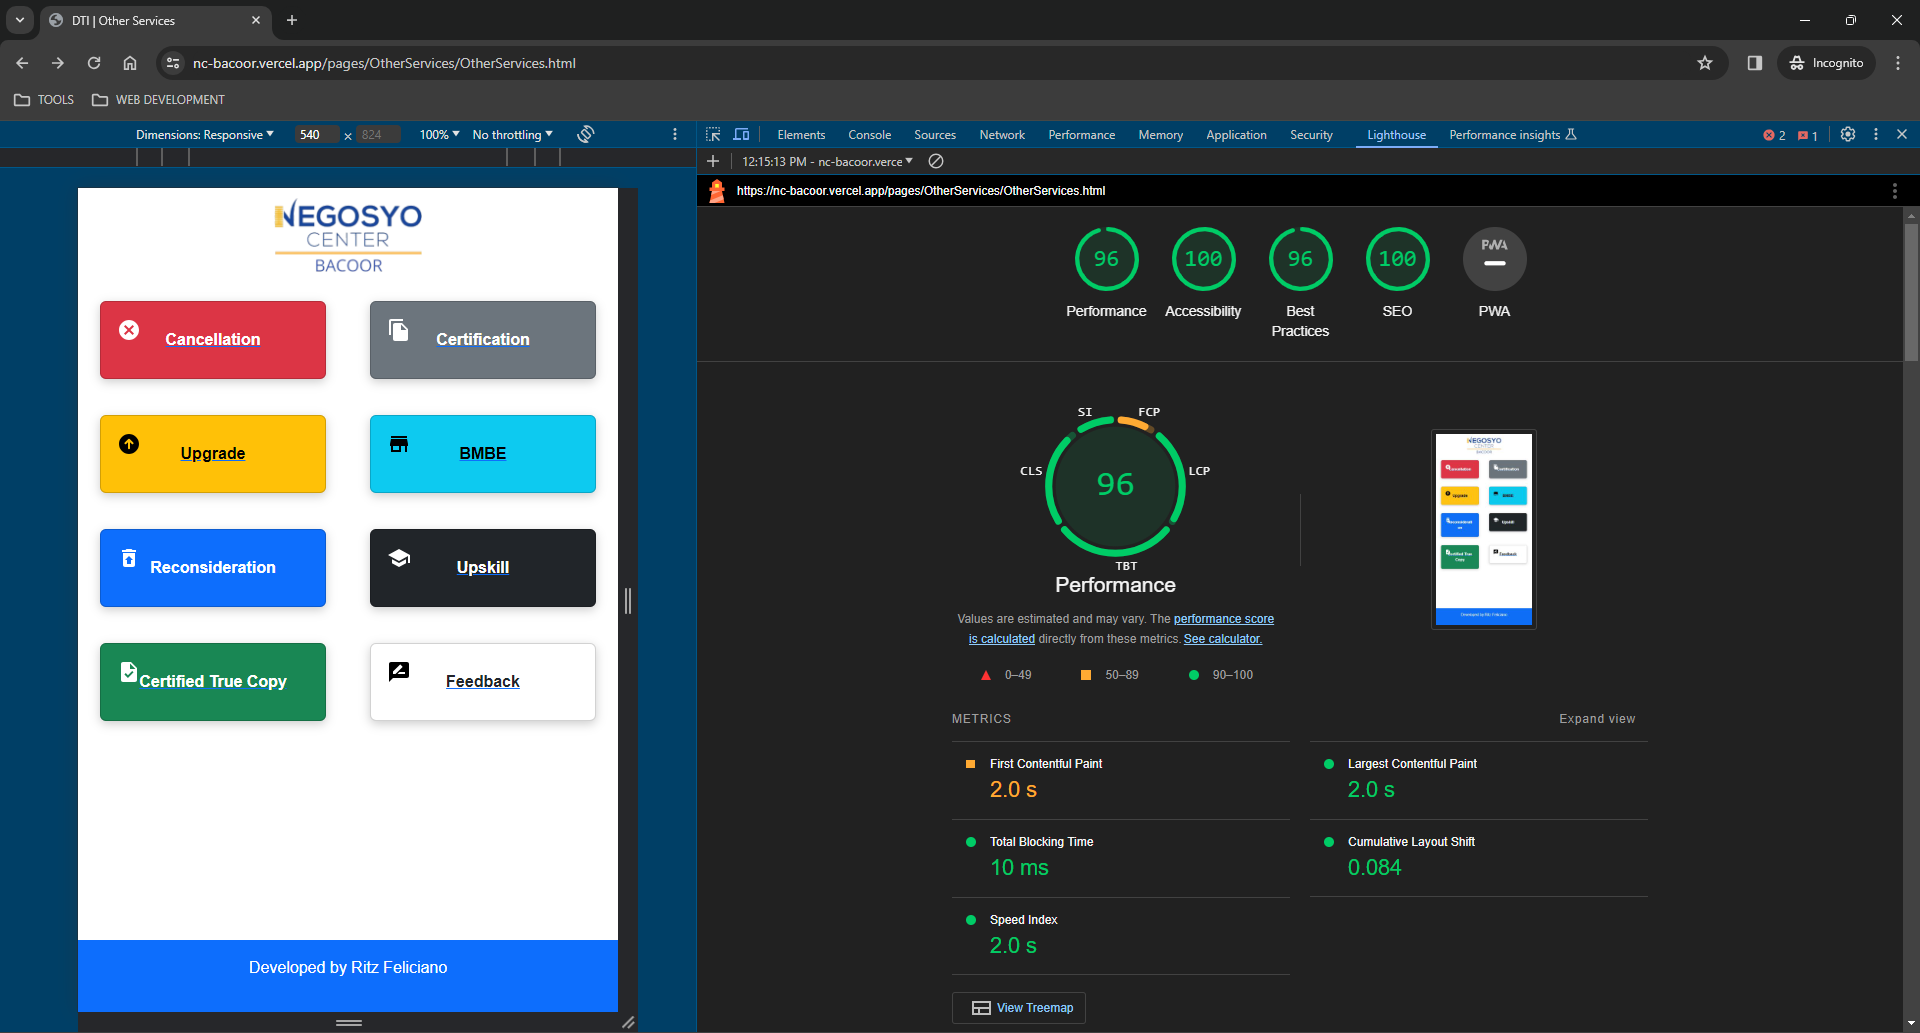 DTI | Other Services
nc-bacoor.vercel.app/pages/OtherServices/OtherServices.html
Incognito
TOOLS
WEB DEVELOPMENT
Dimensions: Responsive
540
×
824
100%
No throttling
Elements
Console
Sources
Network
Performance
Memory
Application
Security
Lighthouse
Performance insights
2
1
12:15:13 PM - nc-bacoor.verce
https://nc-bacoor.vercel.app/pages/OtherServices/OtherServices.html
NEGOSYO
CENTER
BACOOR
Cancellation
Certification
Upgrade
BMBE
Reconsideration
Upskill
Certified True Copy
Feedback
Developed by Ritz Feliciano
96
100
96
100
PWA
Performance
Accessibility
Best
Practices
SEO
PWA
SI
FCP
CLS
LCP
96
TBT
Performance
Values are estimated and may vary. The performance score
is calculated directly from these metrics. See calculator.
0–49
50–89
90–100
METRICS
Expand view
First Contentful Paint
2.0 s
Largest Contentful Paint
2.0 s
Total Blocking Time
10 ms
Cumulative Layout Shift
0.084
Speed Index
2.0 s
View Treemap